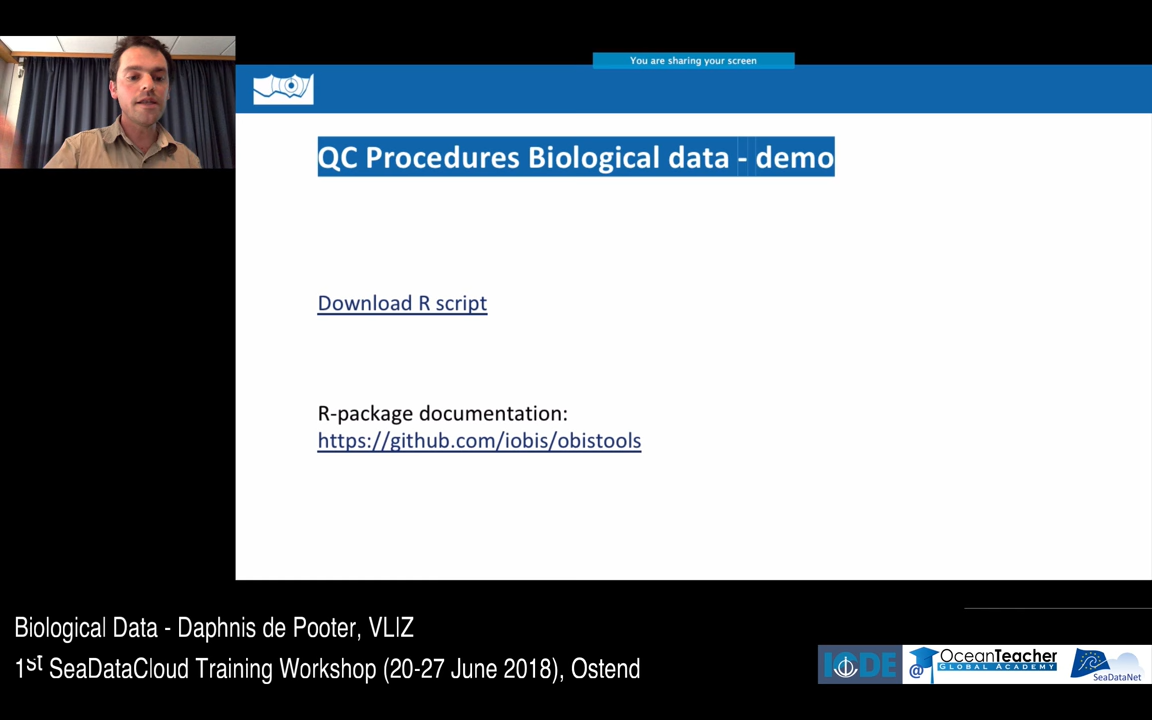 You are sharing your screen
QC Procedures Biological data - demo
Download R script
R-package documentation:
https://github.com/iobis/obistools
Biological Data - Daphnis de Pooter, VLIZ
1st SeaDataCloud Training Workshop (20-27 June 2018), Ostend
IODE
@ OceanTeacher
GLOBAL ACADEMY
SeaDataNet